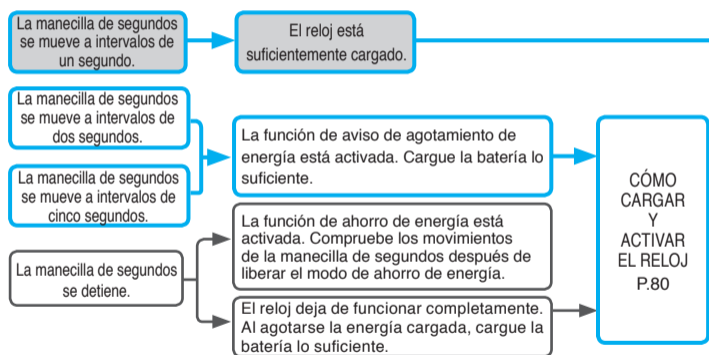 La manecilla de segundos
se mueve a intervalos de
un segundo.
El reloj está
suficientemente cargado.
La manecilla de segundos
se mueve a intervalos de
dos segundos.
La manecilla de segundos
se mueve a intervalos de
cinco segundos.
La función de aviso de agotamiento de
energía está activada. Cargue la batería lo
suficiente.
La manecilla de segundos
se detiene.
La función de ahorro de energía está
activada. Compruebe los movimientos
de la manecilla de segundos después de
liberar el modo de ahorro de energía.
El reloj deja de funcionar completamente.
Al agotarse la energía cargada, cargue la
batería lo suficiente.
CÓMO
CARGAR
Y
ACTIVAR
EL RELOJ
P.80